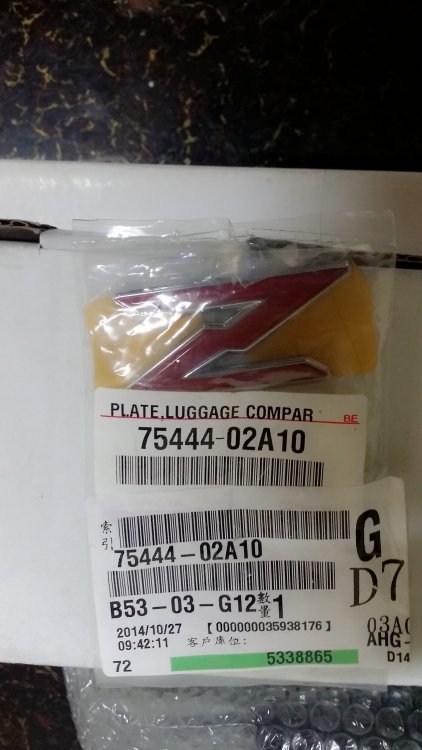 Z
PLATE,LUGGAGE COMPAR BE
75444-02A10
索引
75444-02A10
G
D7
B53-03-G12 數量 1
2014/10/27 【000000035938176】
09:42:11 客戶庫位:
AHG-
D14
72 5338865